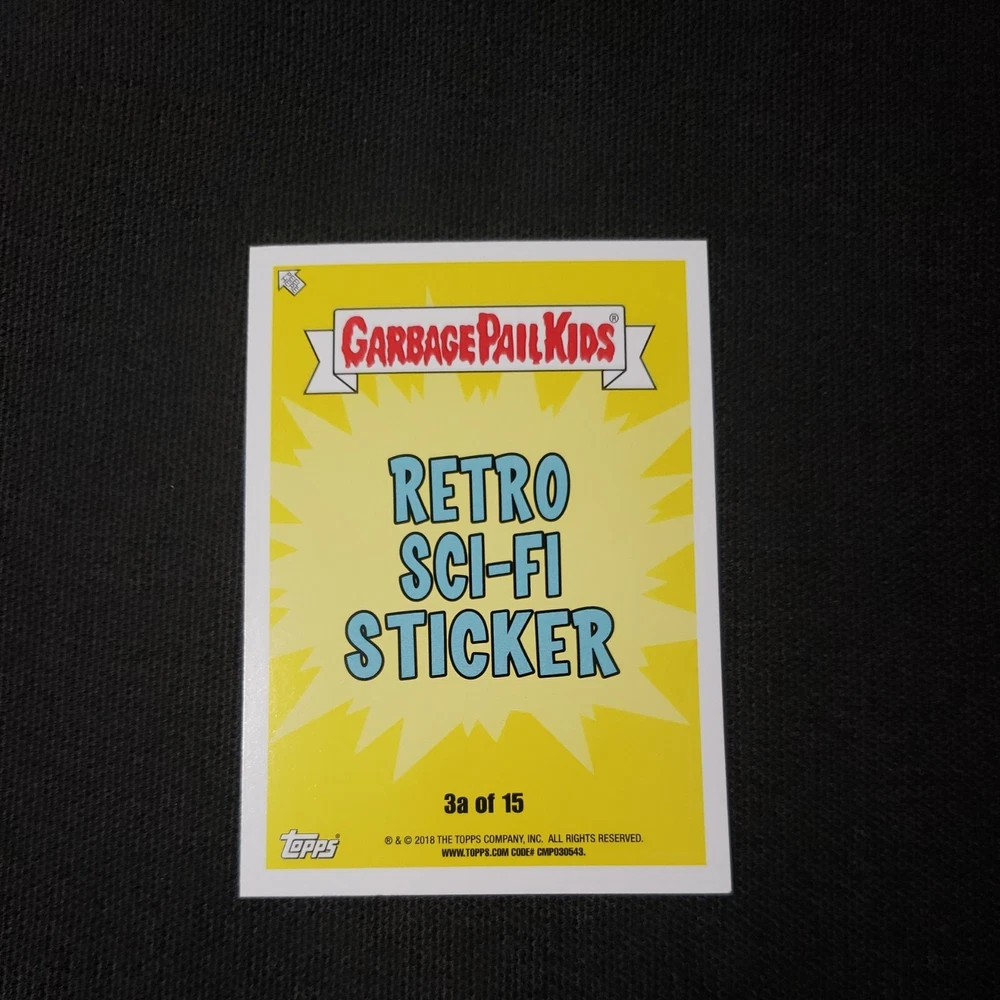 GARBAGE PAIL KIDS®
RETRO
SCI-FI
STICKER
3a of 15
Topps®
® & © 2018 THE TOPPS COMPANY, INC. ALL RIGHTS RESERVED.
WWW.TOPPS.COM CODE# CMP030543.